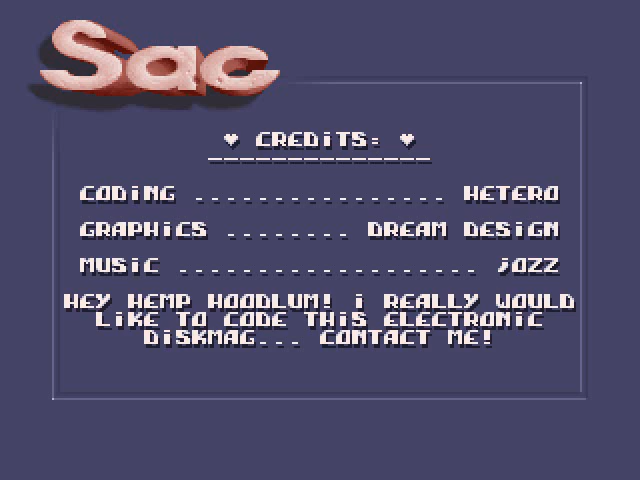 Sac
♥ CREDiTS: ♥
--------------
CODiNG ................ HETERO
GRAPHiCS ........ DREAM DESiGN
MUSiC ................... jAZZ
HEY HEMP HOODLUM! i REALLY WOULD
LiKE TO CODE THiS ELECTRONiC
DiSKMAG... CONTACT ME!